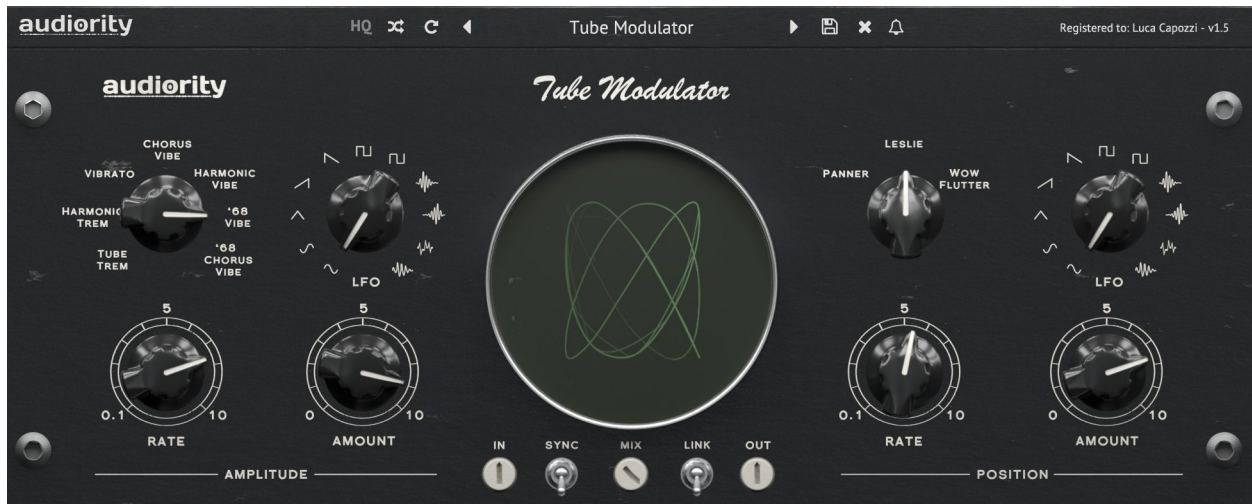 audiority
HQ
Tube Modulator
Registered to: Luca Capozzi - v1.5
audiority
Tube Modulator
CHORUS
VIBE
VIBRATO
HARMONIC
VIBE
HARMONIC
TREM
'68
VIBE
TUBE
TREM
'68
CHORUS
VIBE
LFO
LESLIE
PANNER
WOW
FLUTTER
LFO
5
0.1
10
RATE
5
0
10
AMOUNT
5
0.1
10
RATE
5
0
10
AMOUNT
IN
SYNC
MIX
LINK
OUT
AMPLITUDE
POSITION